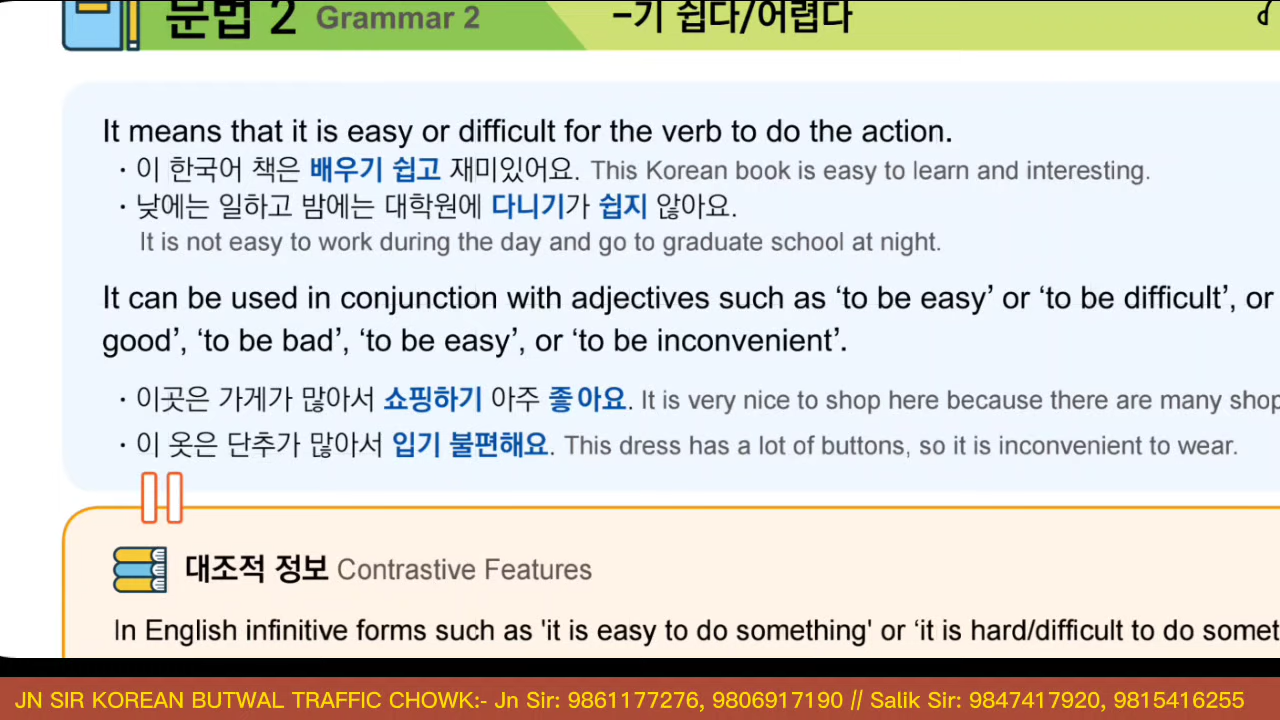 문법 2 Grammar 2 –기 쉽다/어렵다
It means that it is easy or difficult for the verb to do the action.
· 이 한국어 책은 배우기 쉽고 재미있어요. This Korean book is easy to learn and interesting.
· 낮에는 일하고 밤에는 대학원에 다니기가 쉽지 않아요.
It is not easy to work during the day and go to graduate school at night.
It can be used in conjunction with adjectives such as ‘to be easy’ or ‘to be difficult’, or
good’, ‘to be bad’, ‘to be easy’, or ‘to be inconvenient’.
· 이곳은 가게가 많아서 쇼핑하기 아주 좋아요. It is very nice to shop here because there are many shop
· 이 옷은 단추가 많아서 입기 불편해요. This dress has a lot of buttons, so it is inconvenient to wear.
대조적 정보 Contrastive Features
In English infinitive forms such as 'it is easy to do something' or ‘it is hard/difficult to do somet
JN SIR KOREAN BUTWAL TRAFFIC CHOWK:- Jn Sir: 9861177276, 9806917190 // Salik Sir: 9847417920, 9815416255